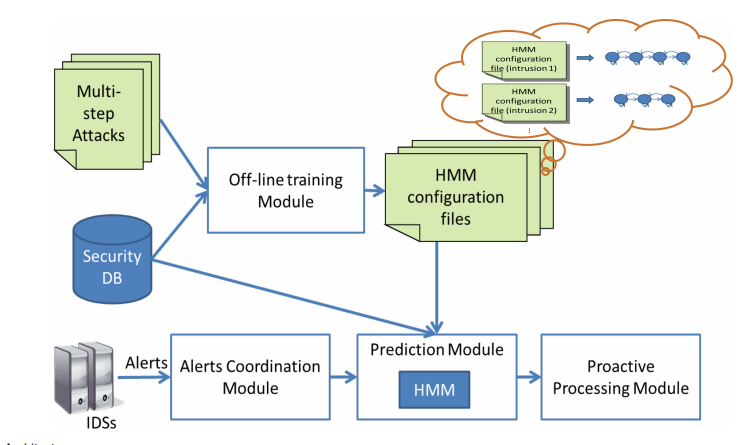 HMM
configuration
file (intrusion 1)
HMM
configuration
file (intrusion 2)
⋮
Multi-
step
Attacks
Off-line training
Module
HMM
configuration
files
Security
DB
Alerts
IDSs
Alerts Coordination
Module
Prediction Module
HMM
Proactive
Processing Module